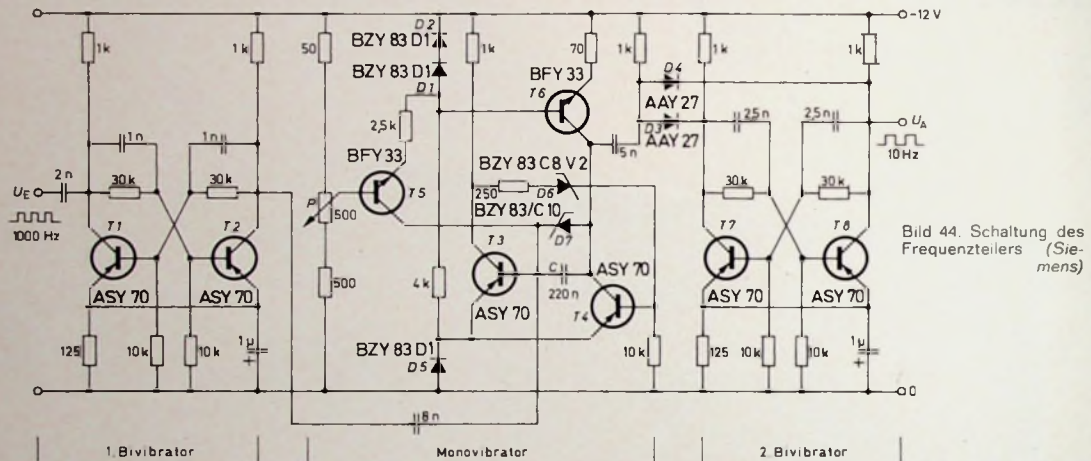 -12 V
D2
BZY 83 D1
BZY 83 D1
D1
1k
1k
50
1k
70
1k
1k
1k
BFY 33
T6
D4
AAY 27
D3
AAY 27
2,5k
1n
1n
5n
2,5n
2,5n
UA
10 Hz
BFY 33
BZY 83 C8 V2
UE
2n
30k
30k
250
D6
30k
30k
1000 Hz
P
500
T5
BZY 83/C 10
D7
T1
T2
T3
T7
T8
Bild 44. Schaltung des
Frequenzteilers (Sie-
mens)
ASY 70
ASY 70
500
4k
ASY 70
C
220n
ASY 70
T4
ASY 70
ASY 70
125
10k
10k
1µ
+
BZY 83 D1
D5
10k
125
10k
10k
1µ
+
0
8n
1. Bivibrator
Monovibrator
2. Bivibrator